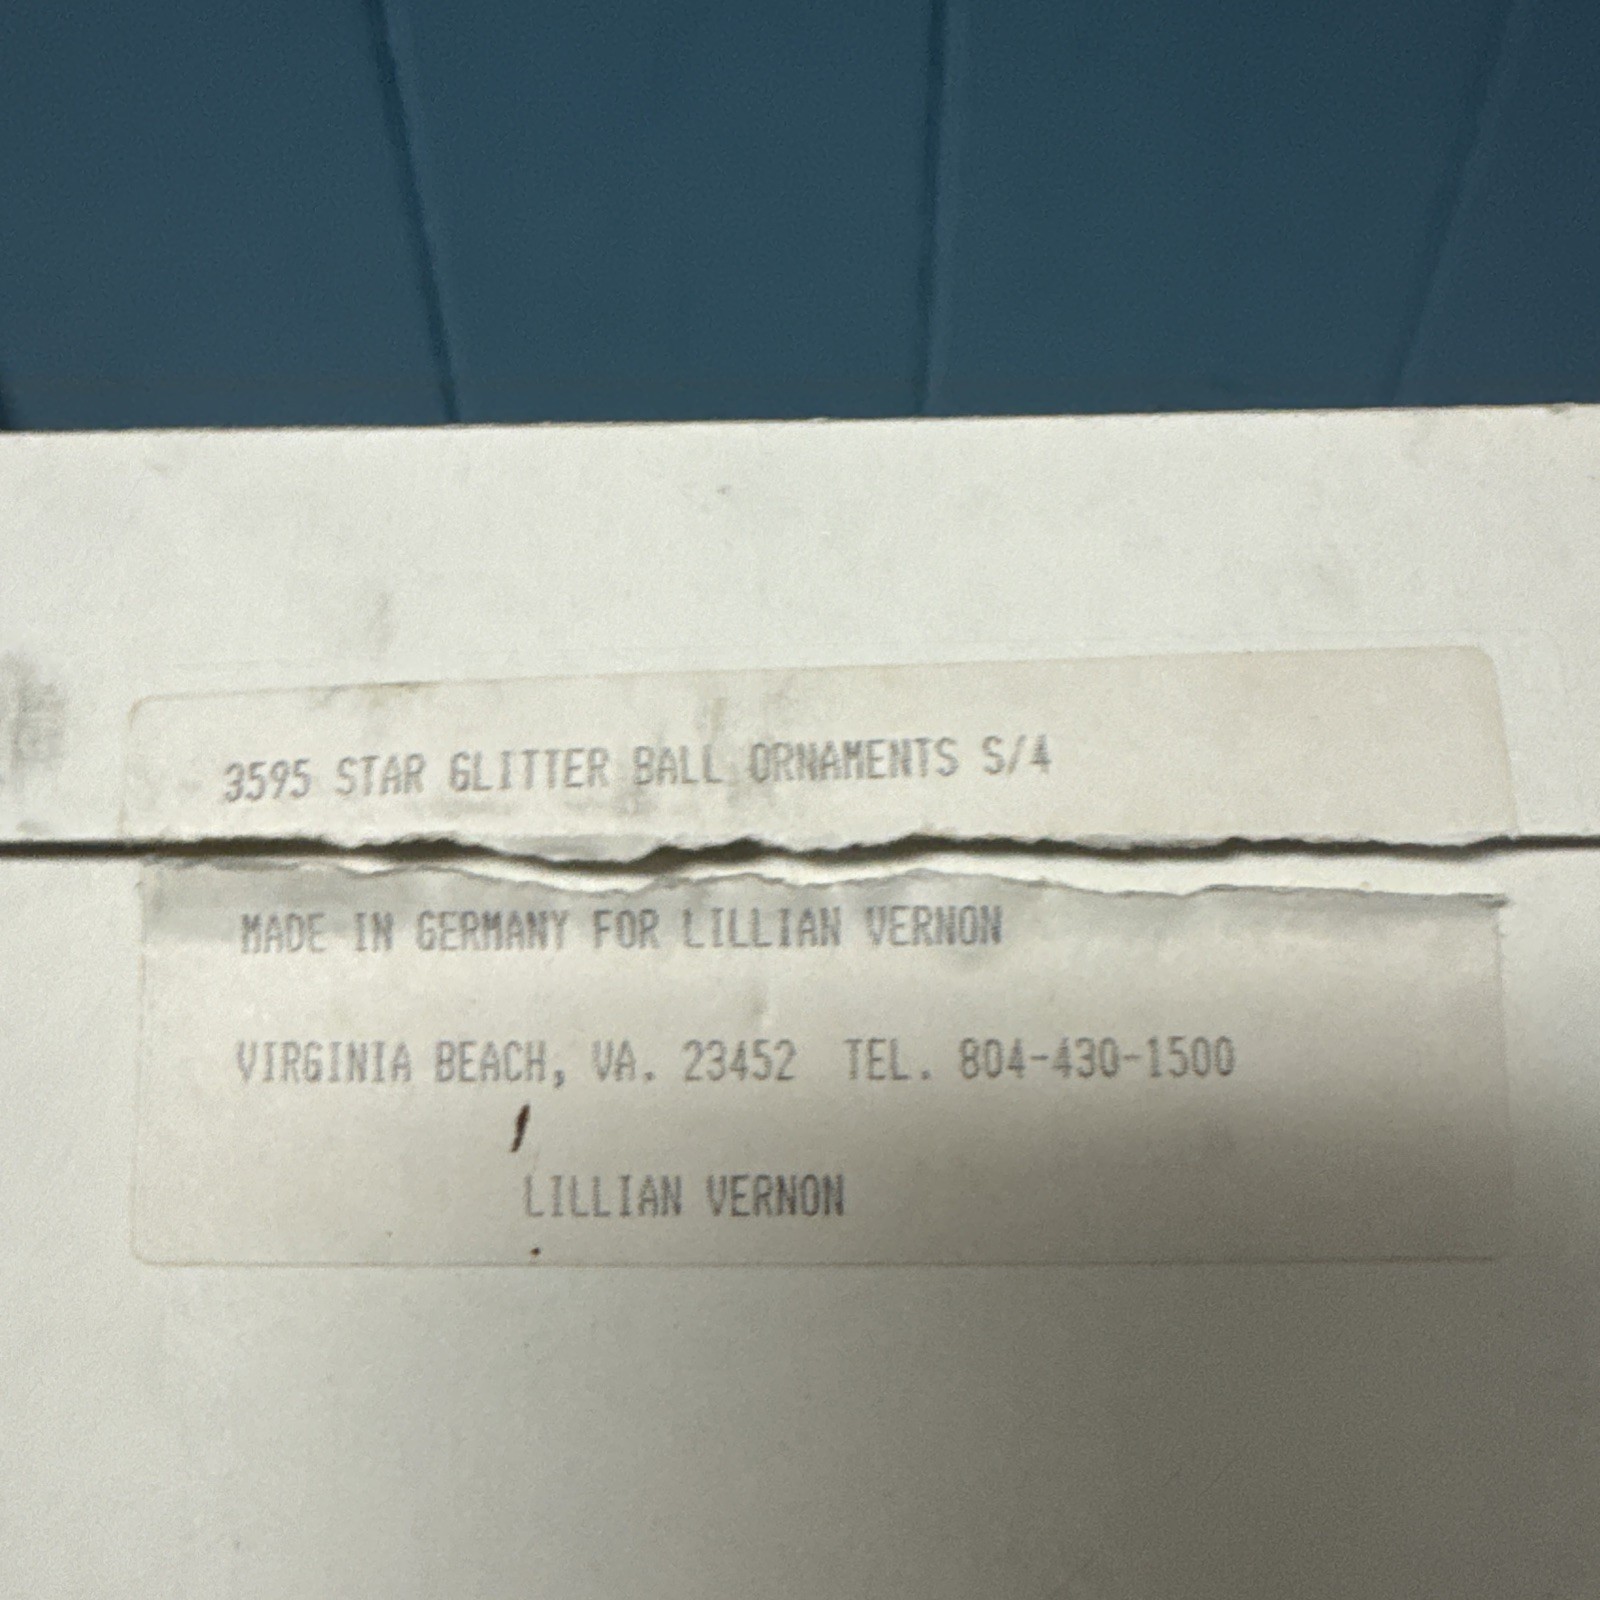 3595 STAR GLITTER BALL ORNAMENTS S/4
MADE IN GERMANY FOR LILLIAN VERNON
VIRGINIA BEACH, VA. 23452 TEL. 804-430-1500
LILLIAN VERNON